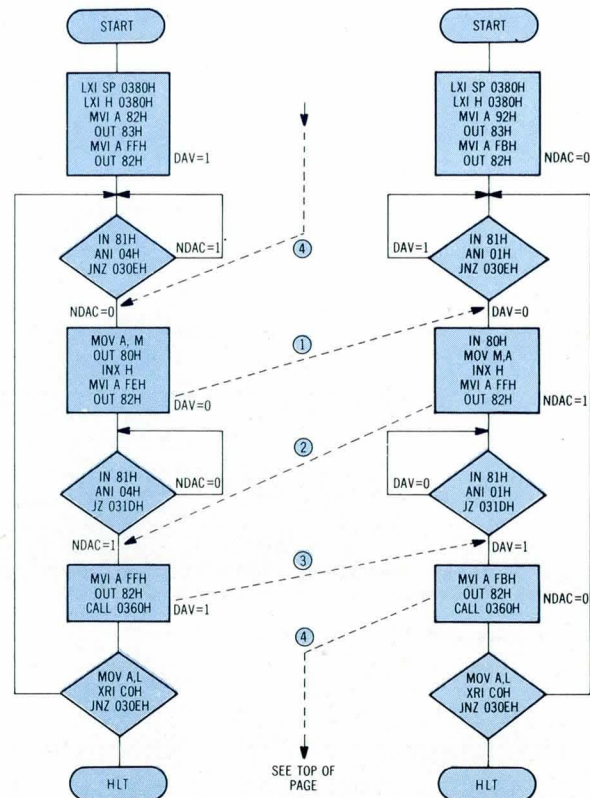 START
LXI SP 0380H
LXI H 0380H
MVI A 82H
OUT 83H
MVI A FFH
OUT 82H
DAV=1
IN 81H
ANI 04H
JNZ 030EH
NDAC=1
NDAC=0
MOV A, M
OUT 80H
INX H
MVI A FEH
OUT 82H
DAV=0
IN 81H
ANI 04H
JZ 031DH
NDAC=0
NDAC=1
MVI A FFH
OUT 82H
CALL 0360H
DAV=1
MOV A,L
XRI C0H
JNZ 030EH
HLT
4
1
2
3
4
SEE TOP OF
PAGE
START
LXI SP 0380H
LXI H 0380H
MVI A 92H
OUT 83H
MVI A FBH
OUT 82H
NDAC=0
DAV=1
IN 81H
ANI 01H
JNZ 030EH
DAV=0
IN 80H
MOV M,A
INX H
MVI A FFH
OUT 82H
NDAC=1
DAV=0
IN 81H
ANI 01H
JZ 031DH
DAV=1
MVI A FBH
OUT 82H
CALL 0360H
NDAC=0
MOV A,L
XRI C0H
JNZ 030EH
HLT